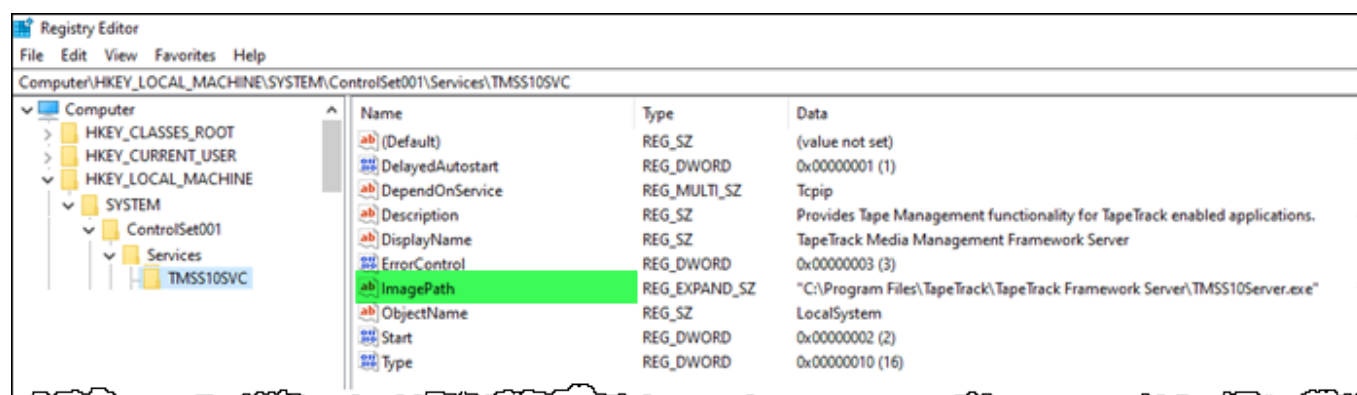 Registry Editor
File Edit View Favorites Help
Computer\HKEY_LOCAL_MACHINE\SYSTEM\ControlSet001\Services\TMSS10SVC
Computer
HKEY_CLASSES_ROOT
HKEY_CURRENT_USER
HKEY_LOCAL_MACHINE
SYSTEM
ControlSet001
Services
TMSS10SVC
Name Type Data
(Default) REG_SZ (value not set)
DelayedAutostart REG_DWORD 0x00000001 (1)
DependOnService REG_MULTI_SZ Tcpip
Description REG_SZ Provides Tape Management functionality for TapeTrack enabled applications.
DisplayName REG_SZ TapeTrack Media Management Framework Server
ErrorControl REG_DWORD 0x00000003 (3)
ImagePath REG_EXPAND_SZ "C:\Program Files\TapeTrack\TapeTrack Framework Server\TMSS10Server.exe"
ObjectName REG_SZ LocalSystem
Start REG_DWORD 0x00000002 (2)
Type REG_DWORD 0x00000010 (16)